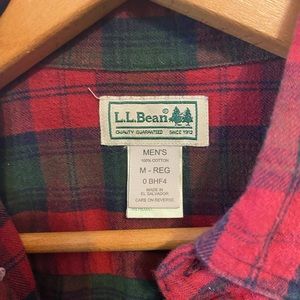 L.L.Bean®
QUALITY GUARANTEED SINCE 1912
MEN'S
100% COTTON
M - REG
0 BHF4
MADE IN
EL SALVADOR
CARE ON REVERSE